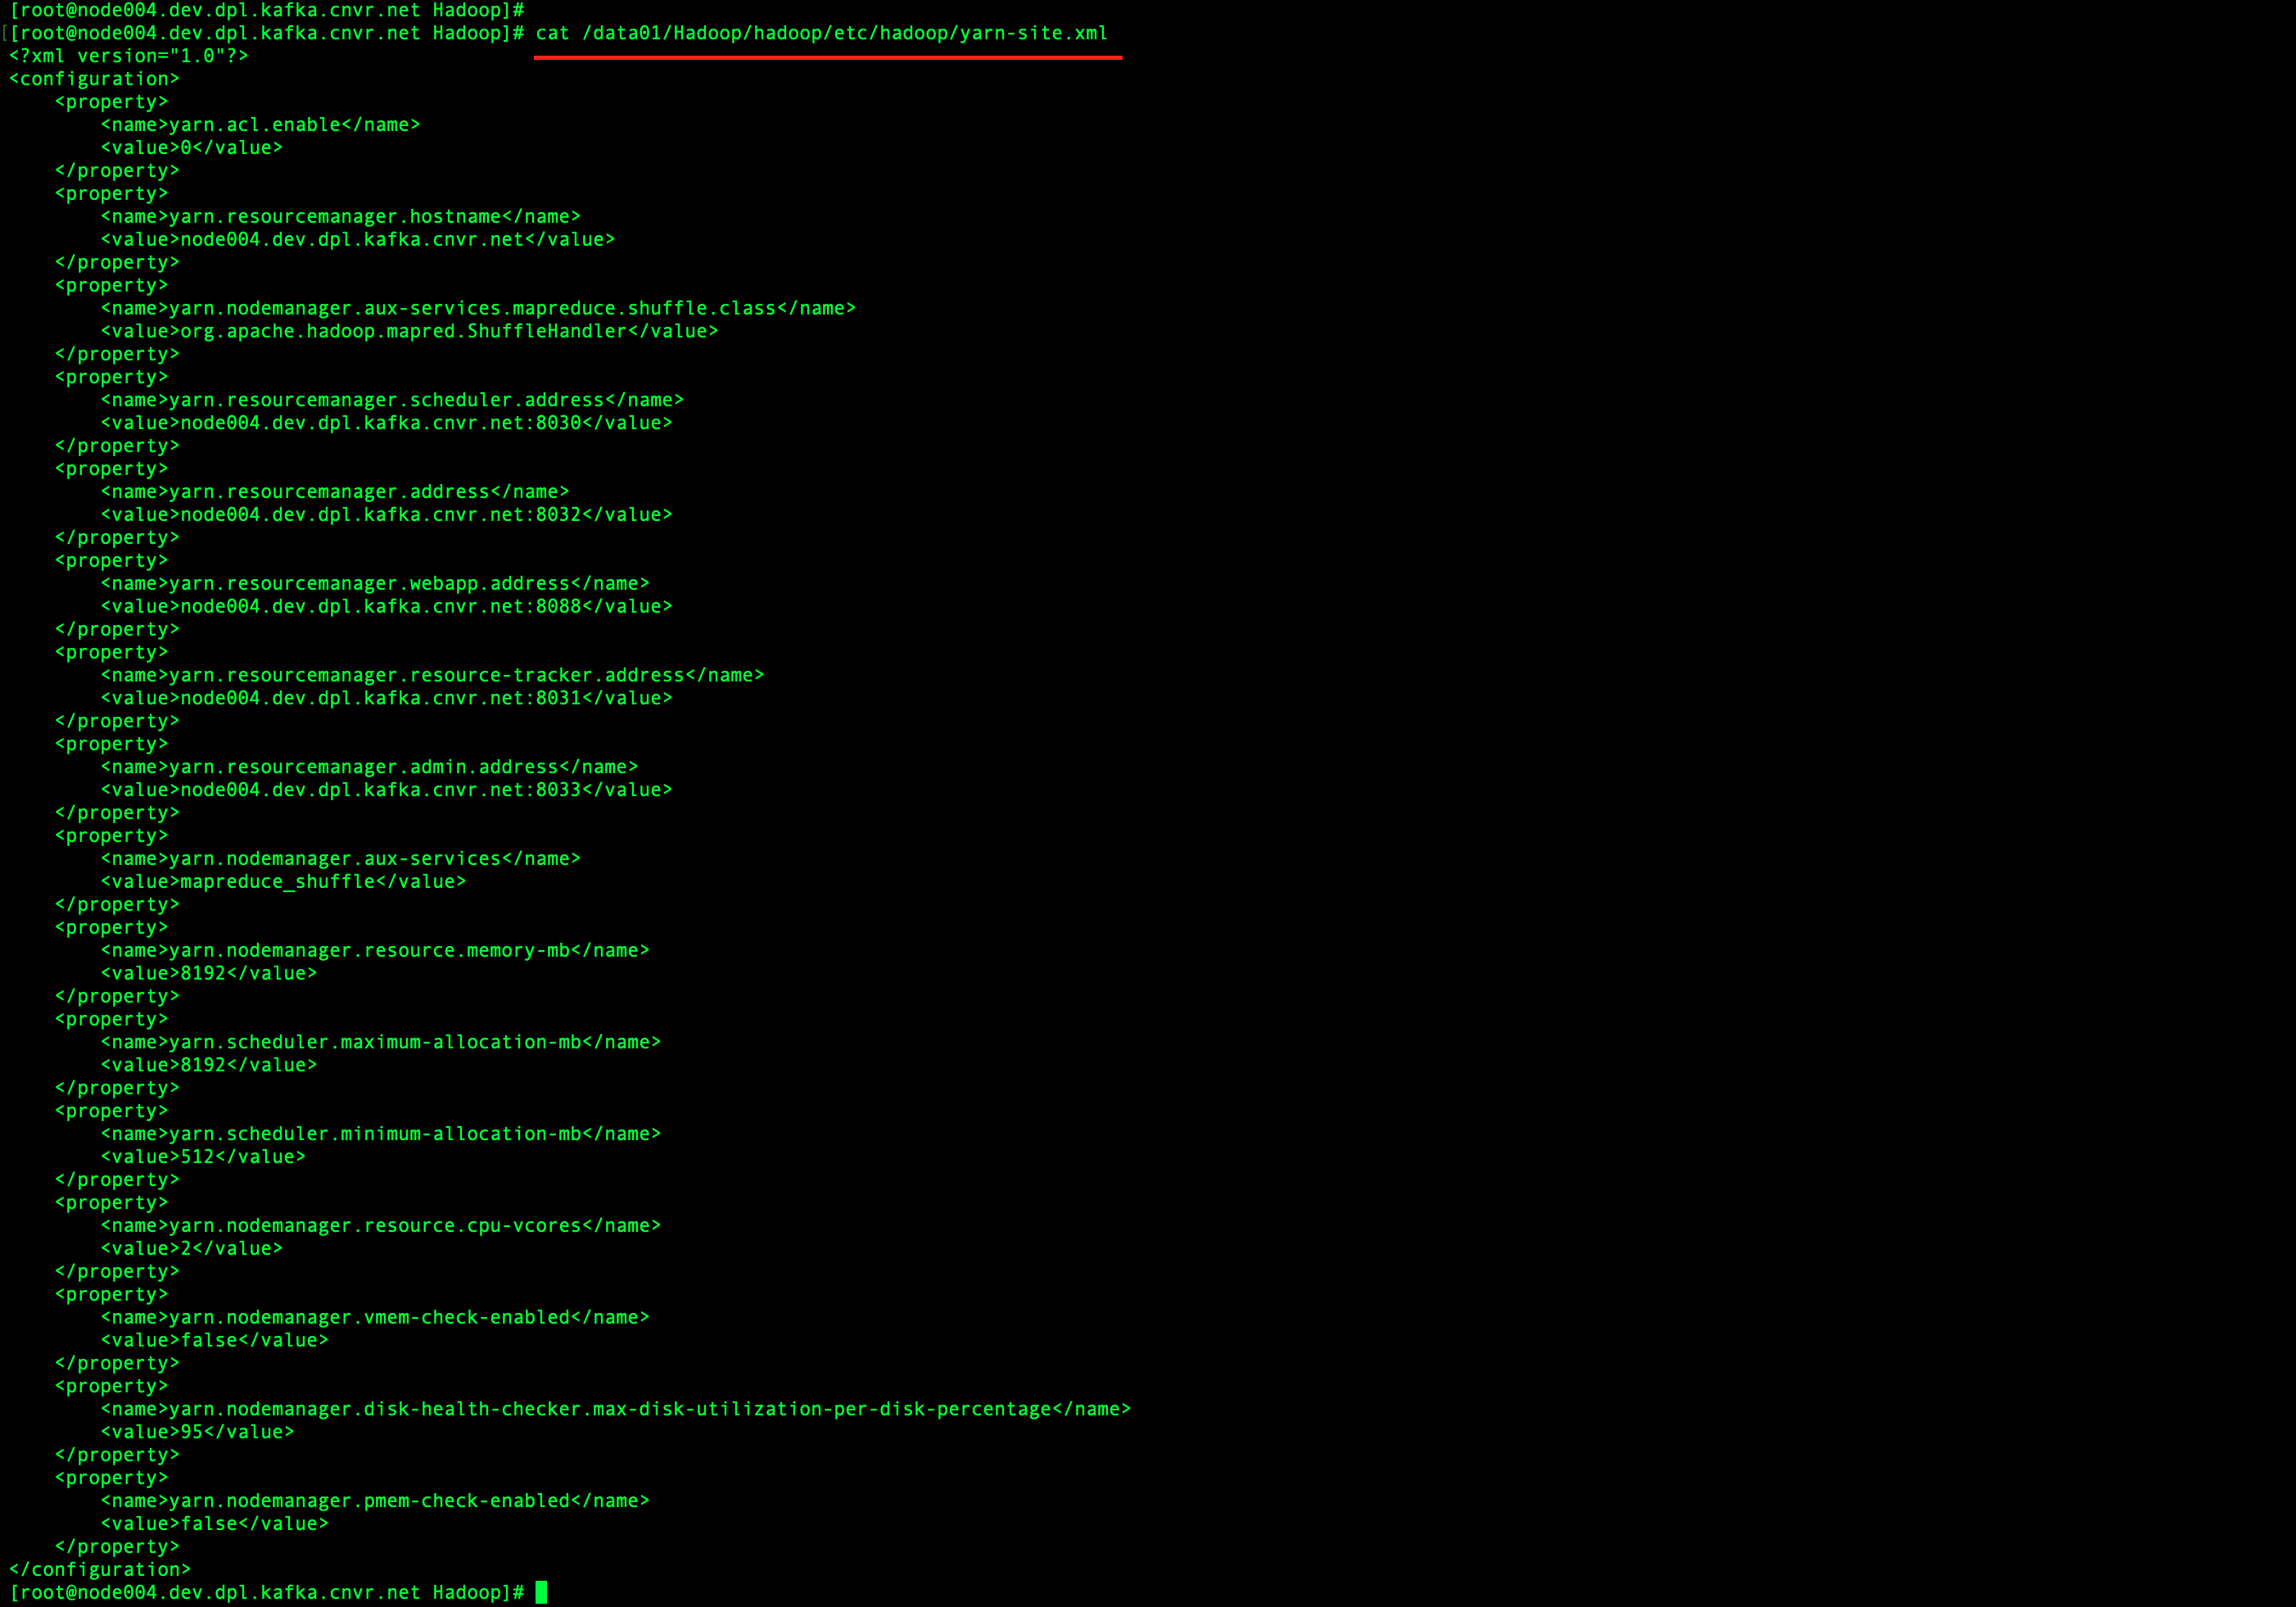 [root@node004.dev.dpl.kafka.cnvr.net Hadoop]#
[[root@node004.dev.dpl.kafka.cnvr.net Hadoop]# cat /data01/Hadoop/hadoop/etc/hadoop/yarn-site.xml
<?xml version="1.0"?>
<configuration>
    <property>
        <name>yarn.acl.enable</name>
        <value>0</value>
    </property>
    <property>
        <name>yarn.resourcemanager.hostname</name>
        <value>node004.dev.dpl.kafka.cnvr.net</value>
    </property>
    <property>
        <name>yarn.nodemanager.aux-services.mapreduce.shuffle.class</name>
        <value>org.apache.hadoop.mapred.ShuffleHandler</value>
    </property>
    <property>
        <name>yarn.resourcemanager.scheduler.address</name>
        <value>node004.dev.dpl.kafka.cnvr.net:8030</value>
    </property>
    <property>
        <name>yarn.resourcemanager.address</name>
        <value>node004.dev.dpl.kafka.cnvr.net:8032</value>
    </property>
    <property>
        <name>yarn.resourcemanager.webapp.address</name>
        <value>node004.dev.dpl.kafka.cnvr.net:8088</value>
    </property>
    <property>
        <name>yarn.resourcemanager.resource-tracker.address</name>
        <value>node004.dev.dpl.kafka.cnvr.net:8031</value>
    </property>
    <property>
        <name>yarn.resourcemanager.admin.address</name>
        <value>node004.dev.dpl.kafka.cnvr.net:8033</value>
    </property>
    <property>
        <name>yarn.nodemanager.aux-services</name>
        <value>mapreduce_shuffle</value>
    </property>
    <property>
        <name>yarn.nodemanager.resource.memory-mb</name>
        <value>8192</value>
    </property>
    <property>
        <name>yarn.scheduler.maximum-allocation-mb</name>
        <value>8192</value>
    </property>
    <property>
        <name>yarn.scheduler.minimum-allocation-mb</name>
        <value>512</value>
    </property>
    <property>
        <name>yarn.nodemanager.resource.cpu-vcores</name>
        <value>2</value>
    </property>
    <property>
        <name>yarn.nodemanager.vmem-check-enabled</name>
        <value>false</value>
    </property>
    <property>
        <name>yarn.nodemanager.disk-health-checker.max-disk-utilization-per-disk-percentage</name>
        <value>95</value>
    </property>
    <property>
        <name>yarn.nodemanager.pmem-check-enabled</name>
        <value>false</value>
    </property>
</configuration>
[root@node004.dev.dpl.kafka.cnvr.net Hadoop]#